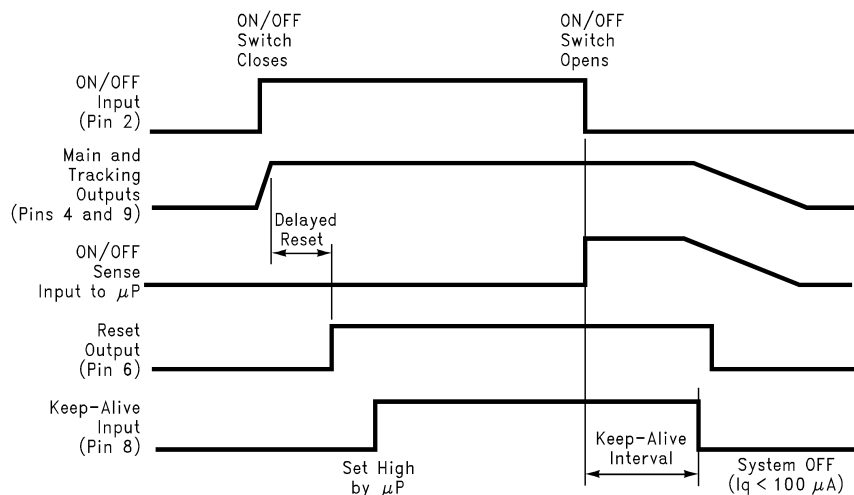 ON/OFF
Switch
Closes
ON/OFF
Switch
Opens
ON/OFF
Input
(Pin 2)
Main and
Tracking
Outputs
(Pins 4 and 9)
Delayed
Reset
ON/OFF
Sense
Input to μP
Reset
Output
(Pin 6)
Keep-Alive
Input
(Pin 8)
Set High
by μP
Keep-Alive
Interval
System OFF
(Iq < 100 μA)